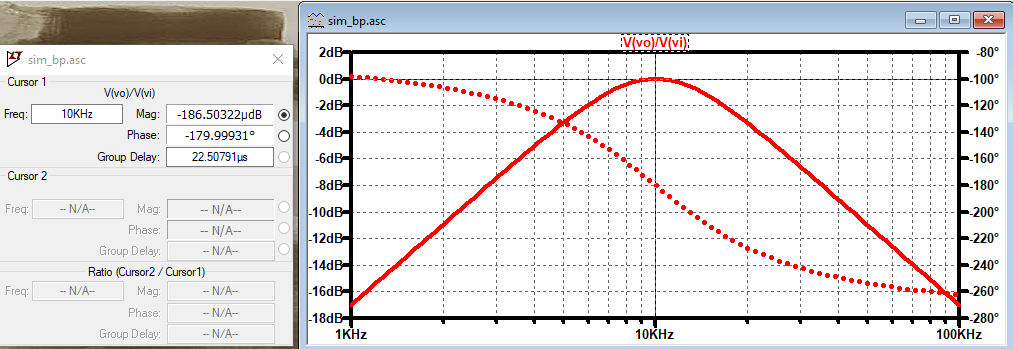 sim_bp.asc
Cursor 1
V(vo)/V(vi)
Freq: 10KHz Mag: -186.50322µdB
Phase: -179.99931°
Group Delay: 22.50791µs
Cursor 2
Freq: -- N/A-- Mag: -- N/A--
Phase: -- N/A--
Group Delay: -- N/A--
Ratio (Cursor2 / Cursor1)
Freq: -- N/A-- Mag: -- N/A--
Phase: -- N/A--
Group Delay: -- N/A--
sim_bp.asc
V(vo)/V(vi)
2dB -80°
0dB -100°
-2dB -120°
-4dB -140°
-6dB -160°
-8dB -180°
-10dB -200°
-12dB -220°
-14dB -240°
-16dB -260°
-18dB -280°
1KHz 10KHz 100KHz